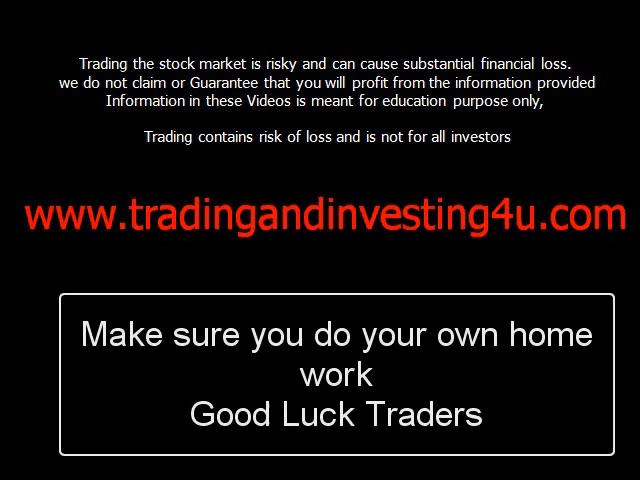 Trading the stock market is risky and can cause substantial financial loss.
we do not claim or Guarantee that you will profit from the information provided
Information in these Videos is meant for education purpose only,
Trading contains risk of loss and is not for all investors
www.tradingandinvesting4u.com
Make sure you do your own home
work
Good Luck Traders